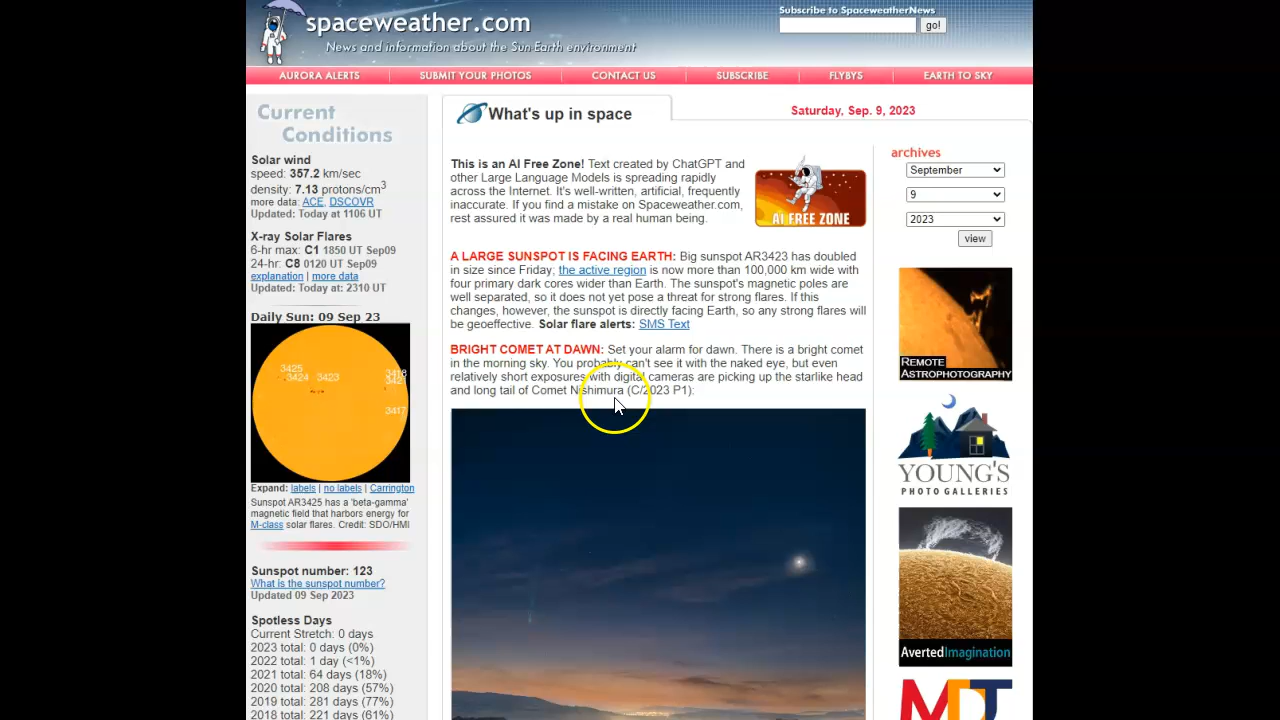 spaceweather.com
News and information about the Sun-Earth environment
Subscribe to SpaceweatherNews
go!
AURORA ALERTS
SUBMIT YOUR PHOTOS
CONTACT US
SUBSCRIBE
FLYBYS
EARTH TO SKY
Current
Conditions
Solar wind
speed: 357.2 km/sec
density: 7.13 protons/cm3
more data: ACE, DSCOVR
Updated: Today at 1106 UT
X-ray Solar Flares
6-hr max: C1 1850 UT Sep09
24-hr: C8 0120 UT Sep09
explanation | more data
Updated: Today at: 2310 UT
Daily Sun: 09 Sep 23
3425
3424
3423
3418
3421
3417
Expand: labels | no labels | Carrington
Sunspot AR3425 has a 'beta-gamma'
magnetic field that harbors energy for
M-class solar flares. Credit: SDO/HMI
Sunspot number: 123
What is the sunspot number?
Updated 09 Sep 2023
Spotless Days
Current Stretch: 0 days
2023 total: 0 days (0%)
2022 total: 1 day (<1%)
2021 total: 64 days (18%)
2020 total: 208 days (57%)
2019 total: 281 days (77%)
2018 total: 221 days (61%)
What's up in space
Saturday, Sep. 9, 2023
This is an AI Free Zone! Text created by ChatGPT and
other Large Language Models is spreading rapidly
across the Internet. It's well-written, artificial, frequently
inaccurate. If you find a mistake on Spaceweather.com,
rest assured it was made by a real human being.
AI FREE ZONE
A LARGE SUNSPOT IS FACING EARTH: Big sunspot AR3423 has doubled
in size since Friday; the active region is now more than 100,000 km wide with
four primary dark cores wider than Earth. The sunspot's magnetic poles are
well separated, so it does not yet pose a threat for strong flares. If this
changes, however, the sunspot is directly facing Earth, so any strong flares will
be geoeffective. Solar flare alerts: SMS Text
BRIGHT COMET AT DAWN: Set your alarm for dawn. There is a bright comet
in the morning sky. You probably can't see it with the naked eye, but even
relatively short exposures with digital cameras are picking up the starlike head
and long tail of Comet Nishimura (C/2023 P1):
archives
September
9
2023
view
REMOTE
ASTROPHOTOGRAPHY
YOUNG'S
PHOTO GALLERIES
AvertedImagination
MDT